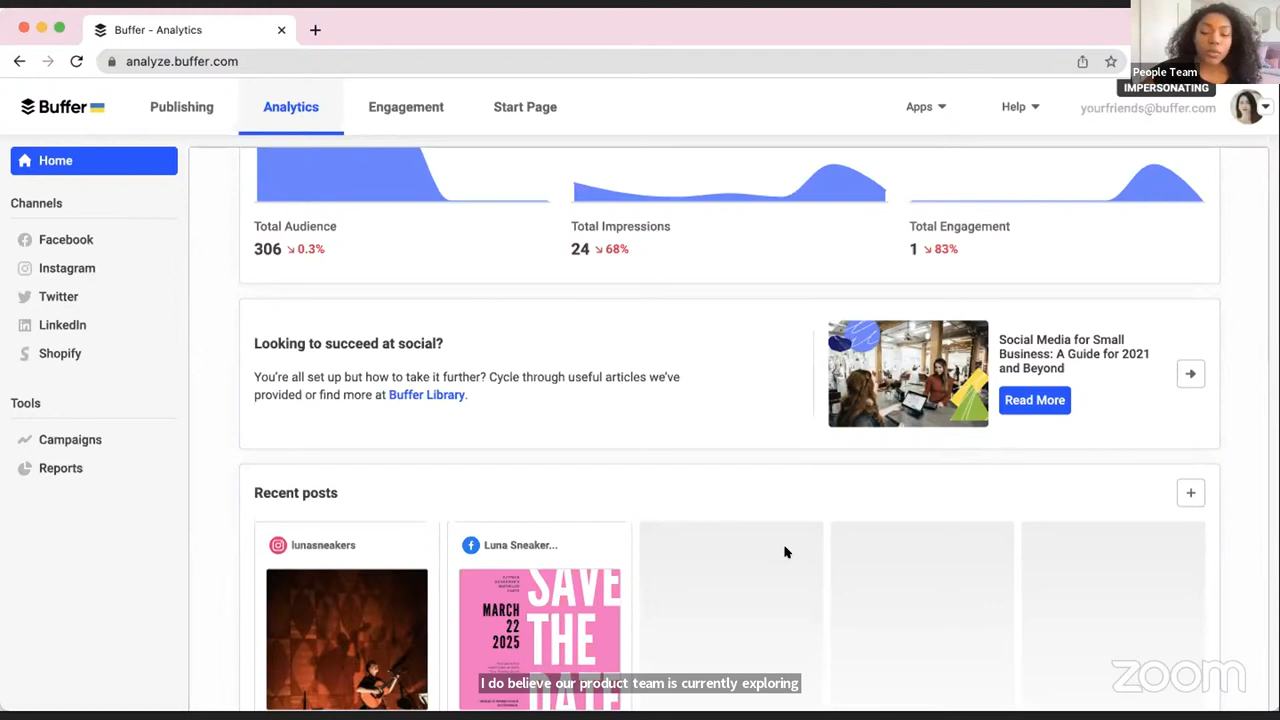 Buffer - Analytics
analyze.buffer.com
People Team
IMPERSONATING
Buffer
Publishing
Analytics
Engagement
Start Page
Apps
Help
yourfriends@buffer.com
Home
Channels
Facebook
Instagram
Twitter
LinkedIn
Shopify
Tools
Campaigns
Reports
Total Audience
306 0.3%
Total Impressions
24 68%
Total Engagement
1 83%
Looking to succeed at social?
You're all set up but how to take it further? Cycle through useful articles we've
provided or find more at Buffer Library.
Social Media for Small
Business: A Guide for 2021
and Beyond
Read More
Recent posts
lunasneakers
Luna Sneaker...
MARCH
22
2025
SAVE
THE
DATE
I do believe our product team is currently exploring
zoom